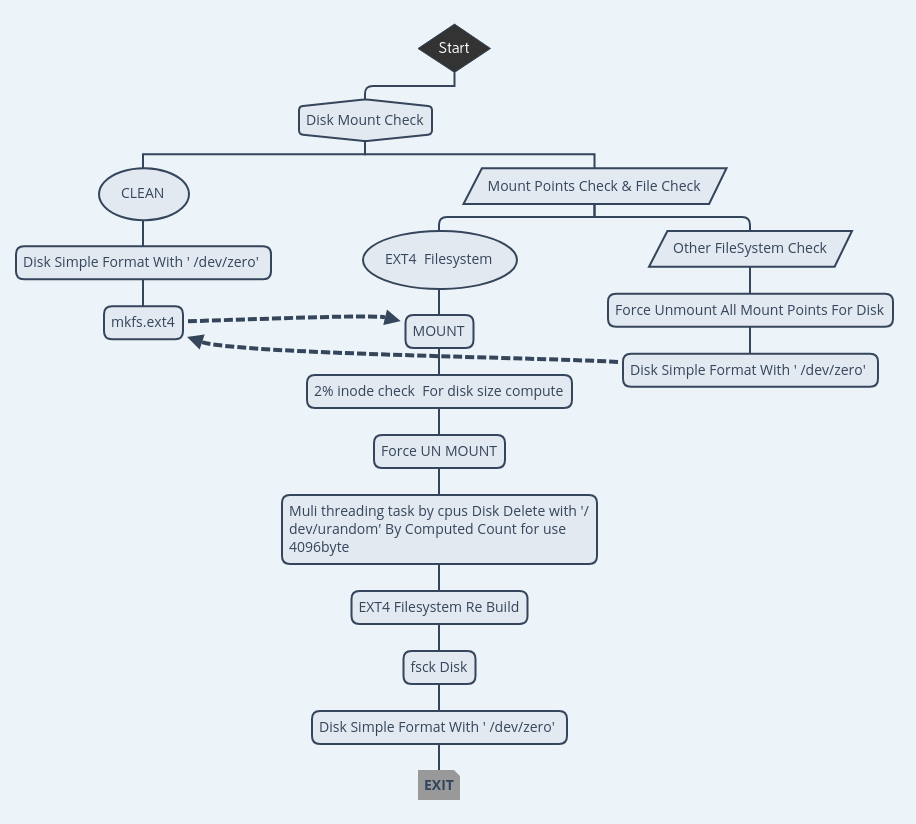 Start
Disk Mount Check
CLEAN
Mount Points Check & File Check
Disk Simple Format With ' /dev/zero'
EXT4  Filesystem
Other FileSystem Check
mkfs.ext4
MOUNT
Force Unmount All Mount Points For Disk
Disk Simple Format With ' /dev/zero'
2% inode check  For disk size compute
Force UN MOUNT
Muli threading task by cpus Disk Delete with '/
dev/urandom' By Computed Count for use
4096byte
EXT4 Filesystem Re Build
fsck Disk
Disk Simple Format With ' /dev/zero'
EXIT